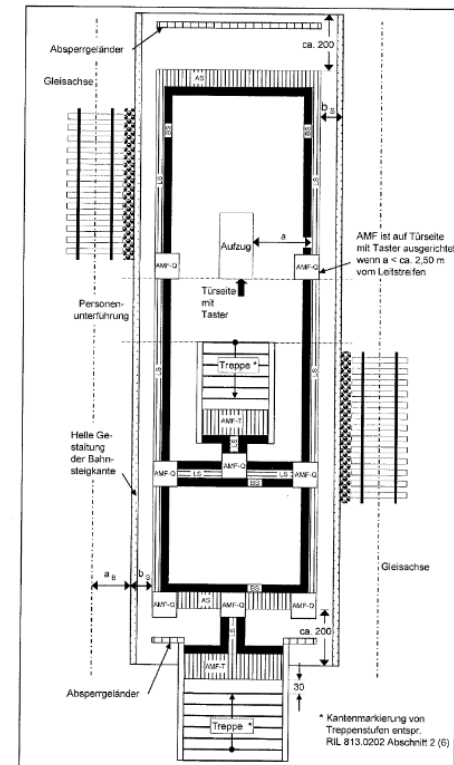 Absperrgeländer
ca. 200
Gleisachse
AS
b
BS
BS
LS
LS
Aufzug
a
AMF-Q
AMF-Q
AMF ist auf Türseite
mit Taster ausgerichtet
wenn a < ca. 2,50 m
vom Leitstreifen
Türseite
mit
Taster
Personen-
unterführung
Treppe *
LS
LS
AMF-T
LS
Helle Ge-
staltung
der Bahn-
steigkante
AMF-Q
AMF-Q
AMF-Q
LS
LS
BS
Gleisachse
a B
b
BS
AMF-Q
AS
AMF-Q
AMF-Q
ca. 200
AMF-T
Absperrgeländer
30
Treppe *
* Kantenmarkierung von
Treppenstufen entspr.
RIL 813.0202 Abschnitt 2 (6)